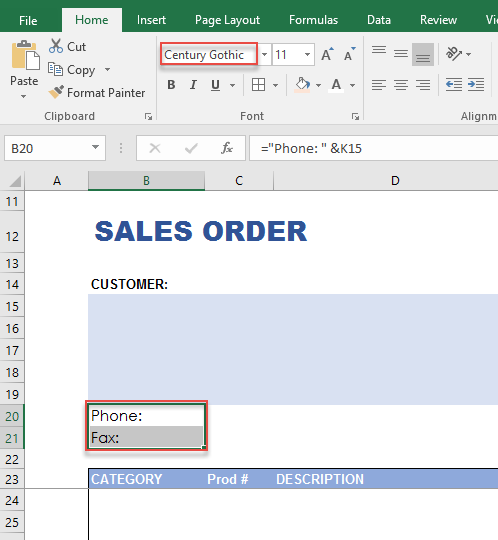 File Home Insert Page Layout Formulas Data Review
Cut
Copy
Format Painter
Paste
Clipboard
Century Gothic 11 A A
B I U A
Font
Alignm
B20 fx ="Phone: " &K15
A B C D
11
12 SALES ORDER
13
14 CUSTOMER:
15
16
17
18
19
20 Phone:
21 Fax:
22
23 CATEGORY Prod # DESCRIPTION
24
25